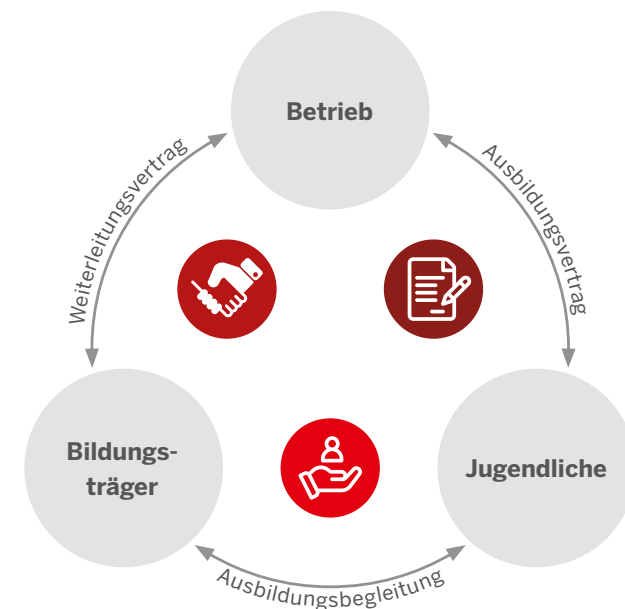 Betrieb
Weiterleitungsvertrag
Ausbildungsvertrag
Bildungs-
träger
Jugendliche
Ausbildungsbegleitung